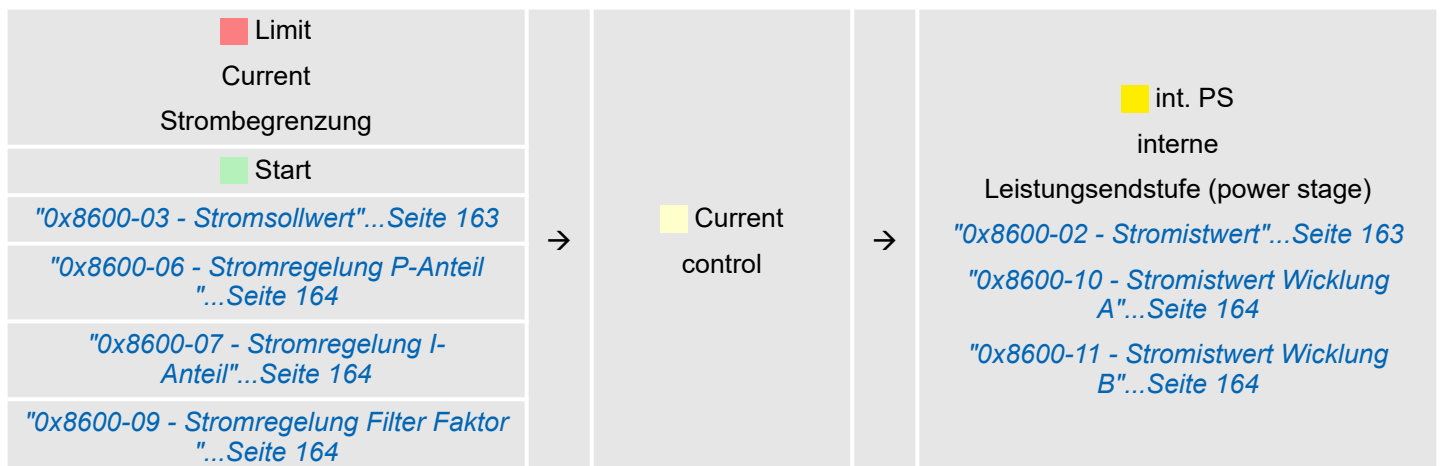 Limit
Current
Strombegrenzung
Start
"0x8600-03 - Stromsollwert"...Seite 163
"0x8600-06 - Stromregelung P-Anteil
"...Seite 164
"0x8600-07 - Stromregelung I-
Anteil"...Seite 164
"0x8600-09 - Stromregelung Filter Faktor
"...Seite 164
→
Current
control
→
int. PS
interne
Leistungsendstufe (power stage)
"0x8600-02 - Stromistwert"...Seite 163
"0x8600-10 - Stromistwert Wicklung
A"...Seite 164
"0x8600-11 - Stromistwert Wicklung
B"...Seite 164